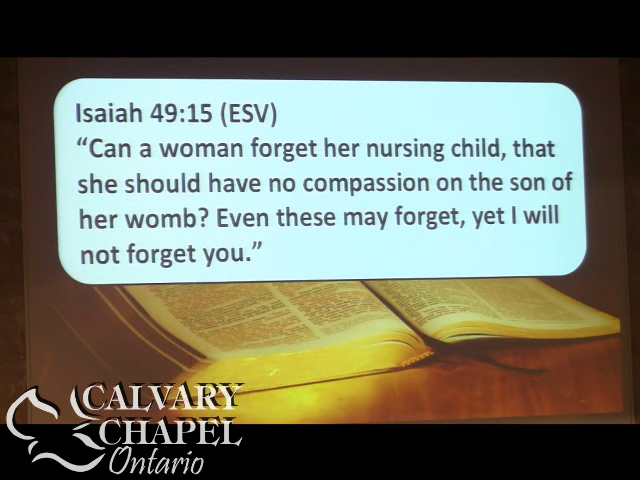 Isaiah 49:15 (ESV)
“Can a woman forget her nursing child, that
she should have no compassion on the son of
her womb? Even these may forget, yet I will
not forget you.”
CALVARY
CHAPEL
Ontario